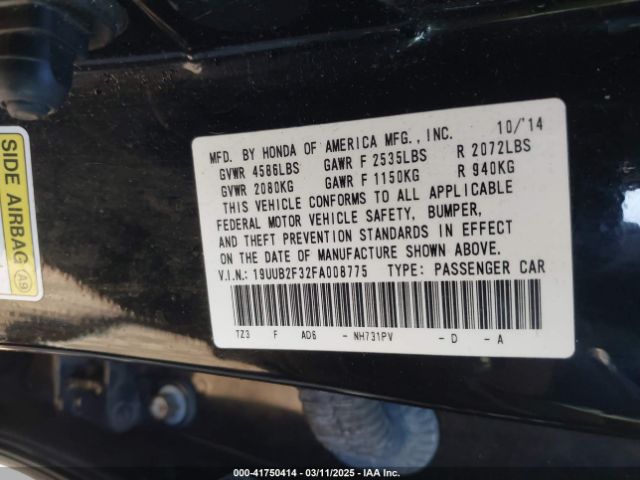 SIDE AIRBAG A9
MFD. BY HONDA OF AMERICA MFG., INC. 10/'14
GVWR 4586LBS GAWR F 2535LBS R 2072LBS
GVWR 2080KG GAWR F 1150KG R 940KG
THIS VEHICLE CONFORMS TO ALL APPLICABLE
FEDERAL MOTOR VEHICLE SAFETY, BUMPER,
AND THEFT PREVENTION STANDARDS IN EFFECT
ON THE DATE OF MANUFACTURE SHOWN ABOVE.
V.I.N.: 19UUB2F32FA008775 TYPE: PASSENGER CAR
TZ3 F AD6 - NH731PV - D - A
000-41750414 - 03/11/2025 - IAA Inc.